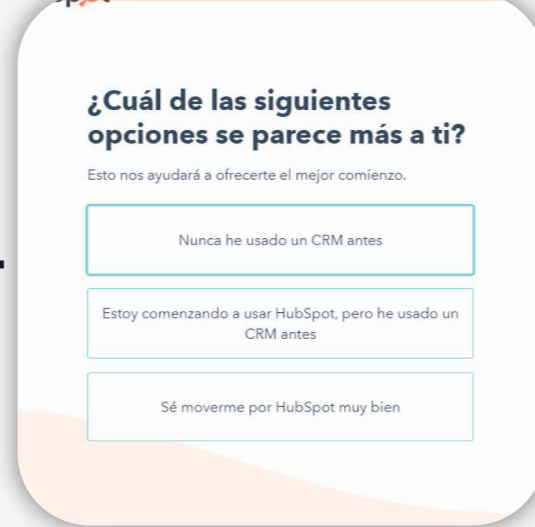 ¿Cuál de las siguientes
opciones se parece más a ti?
Esto nos ayudará a ofrecerte el mejor comienzo.
Nunca he usado un CRM antes
Estoy comenzando a usar HubSpot, pero he usado un
CRM antes
Sé moverme por HubSpot muy bien